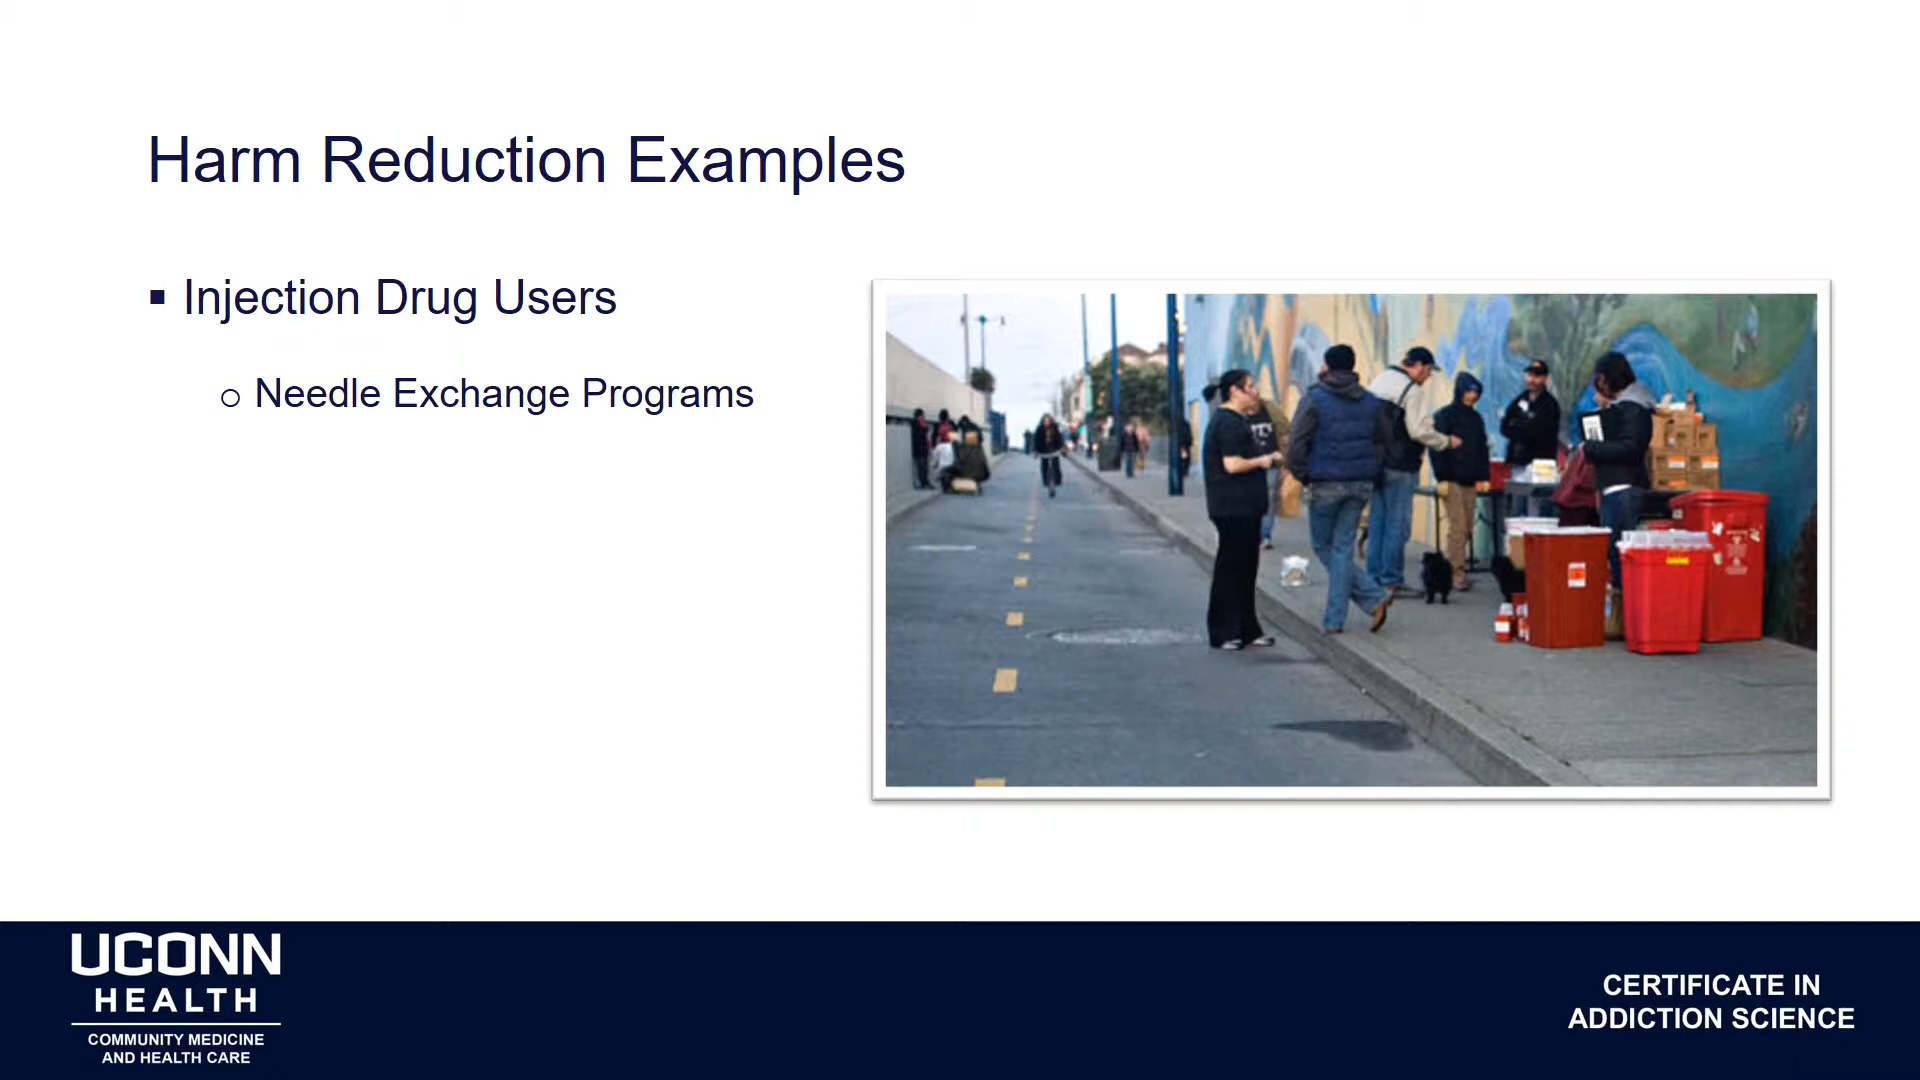 Harm Reduction Examples
▪ Injection Drug Users
o Needle Exchange Programs
UCONN
HEALTH
COMMUNITY MEDICINE
AND HEALTH CARE
CERTIFICATE IN
ADDICTION SCIENCE